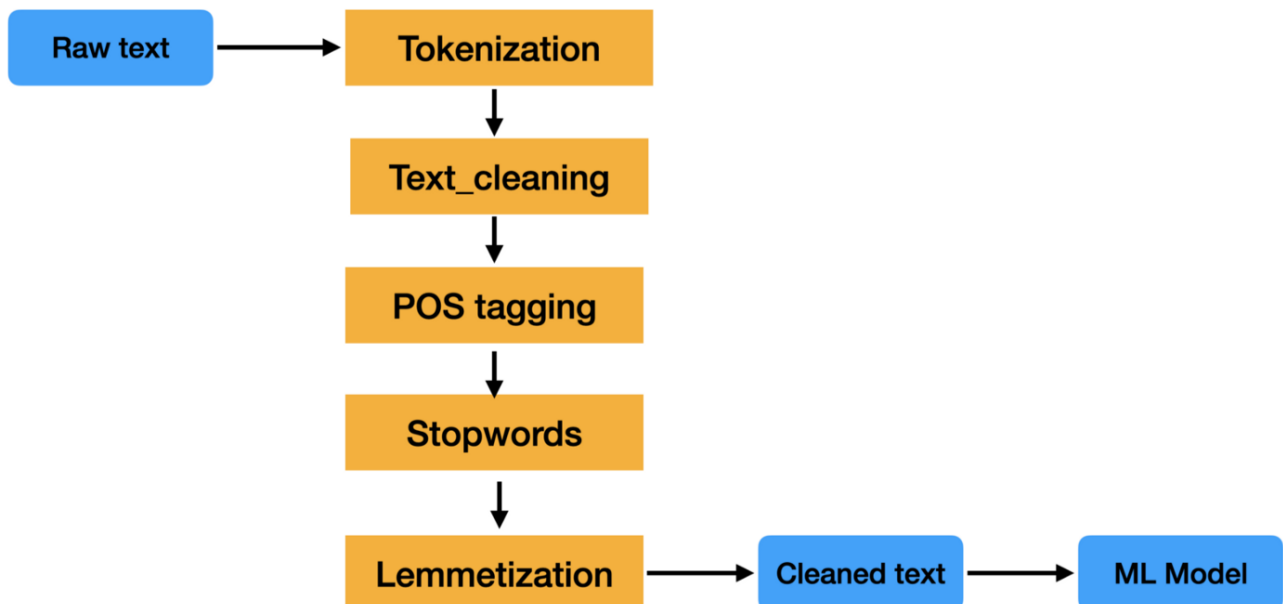 Raw text
Tokenization
Text_cleaning
POS tagging
Stopwords
Lemmetization
Cleaned text
ML Model